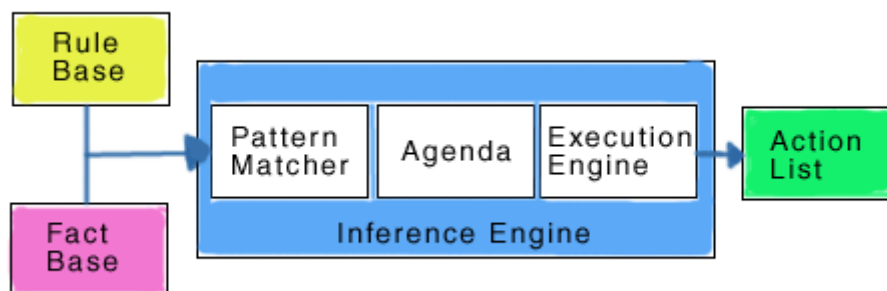 Rule
Base
Pattern
Matcher
Agenda
Execution
Engine
Action
List
Inference Engine
Fact
Base